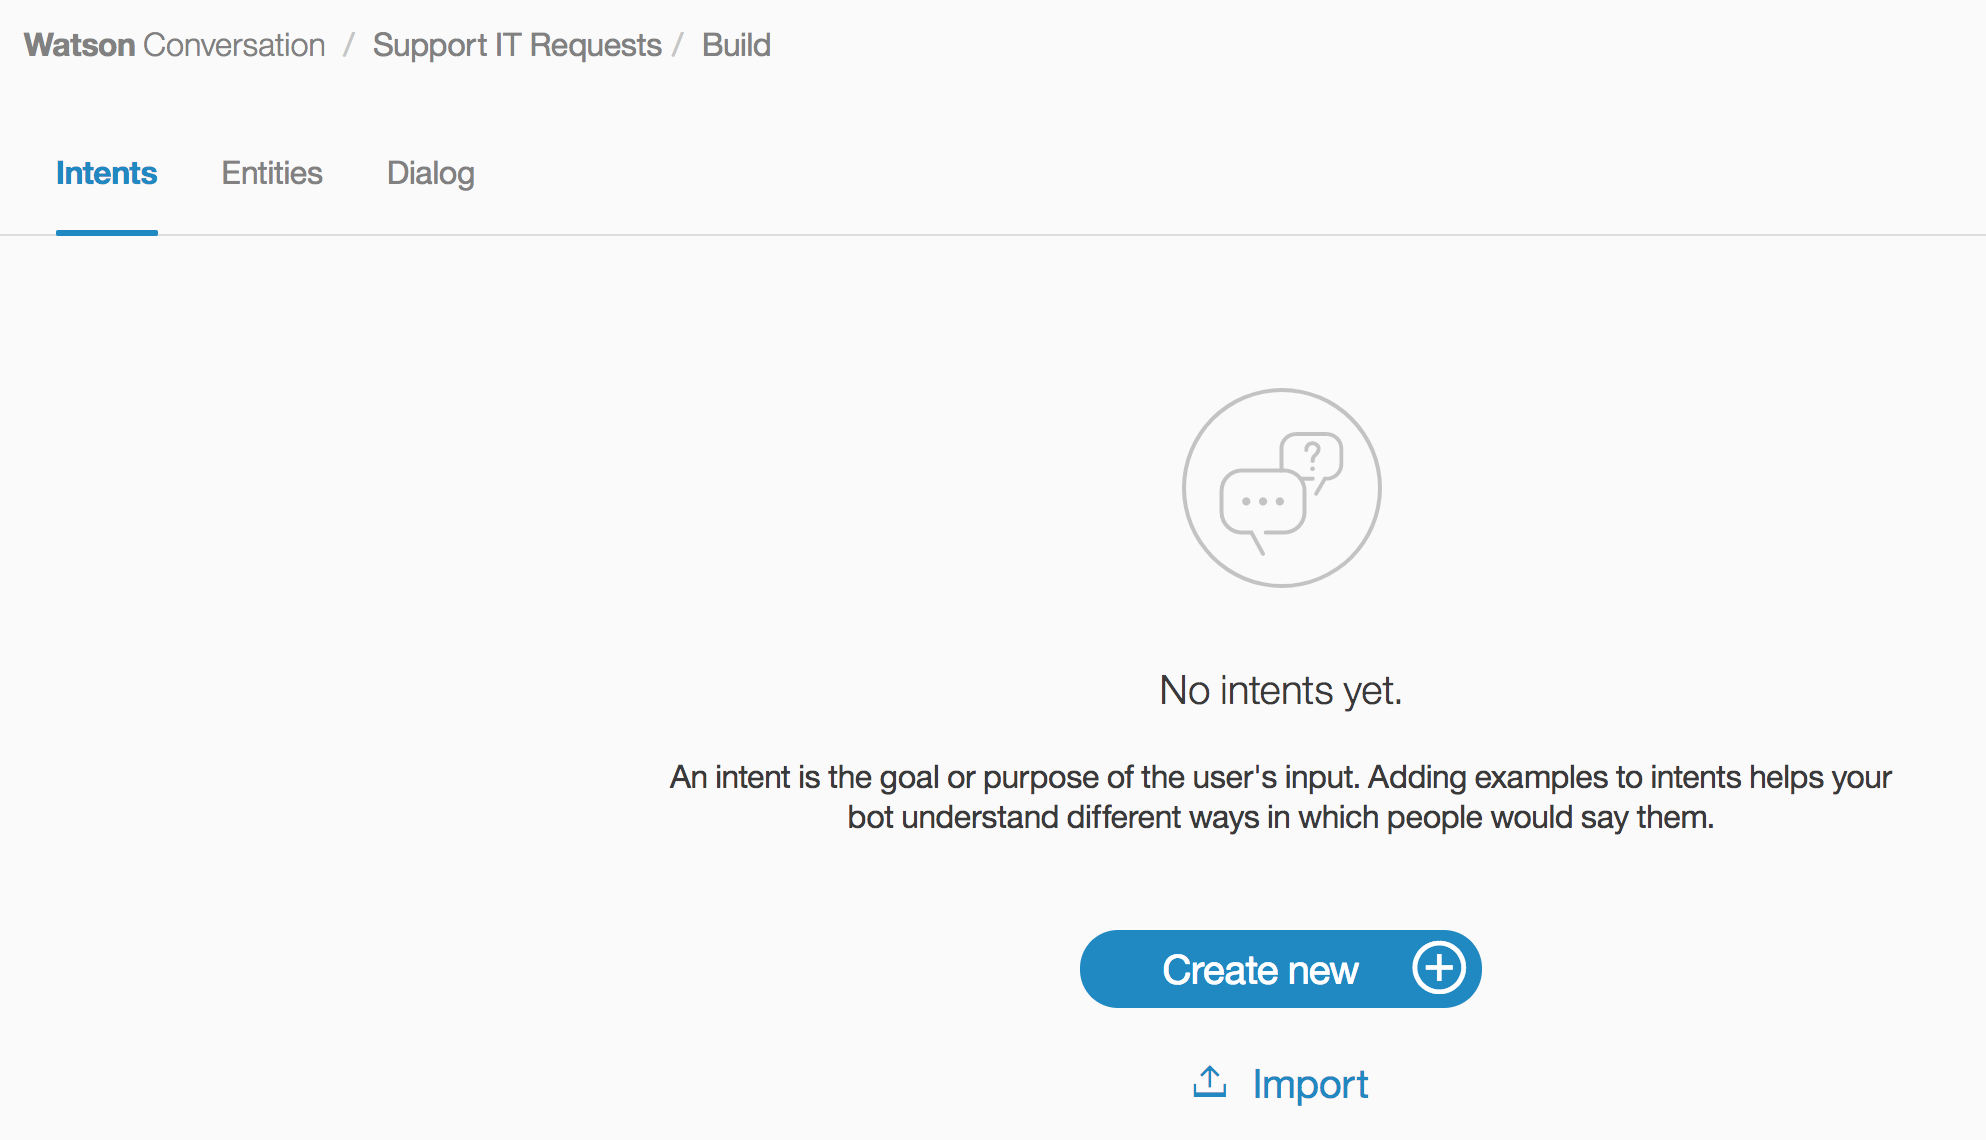 Watson Conversation / Support IT Requests / Build
Intents Entities Dialog
?
No intents yet.
An intent is the goal or purpose of the user's input. Adding examples to intents helps your
bot understand different ways in which people would say them.
Create new
Import